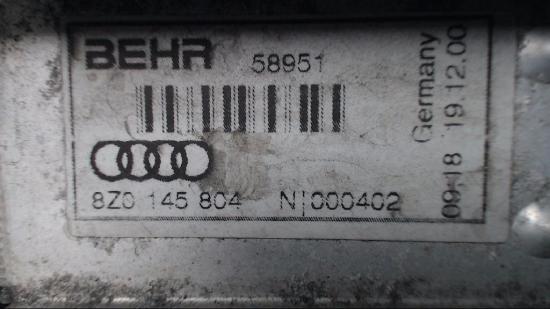 BEHR 58951
8Z0 145 804 N 000402
Germany
09:18 19.12.00